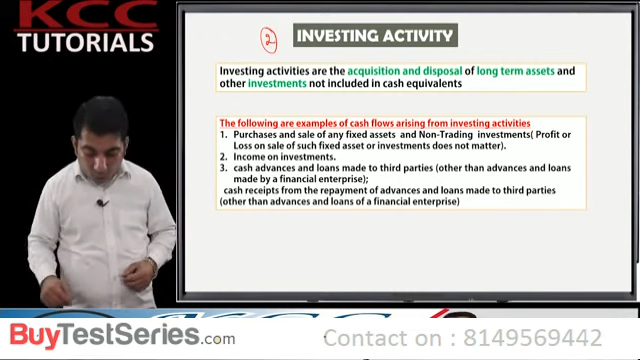 KCC
TUTORIALS
2
INVESTING ACTIVITY
Investing activities are the acquisition and disposal of long term assets and
other investments not included in cash equivalents
The following are examples of cash flows arising from investing activities
1. Purchases and sale of any fixed assets and Non-Trading investments( Profit or
Loss on sale of such fixed asset or investments does not matter).
2. Income on investments.
3. cash advances and loans made to third parties (other than advances and loans
made by a financial enterprise);
cash receipts from the repayment of advances and loans made to third parties
(other than advances and loans of a financial enterprise)
BuyTestSeries.com
Contact on : 8149569442